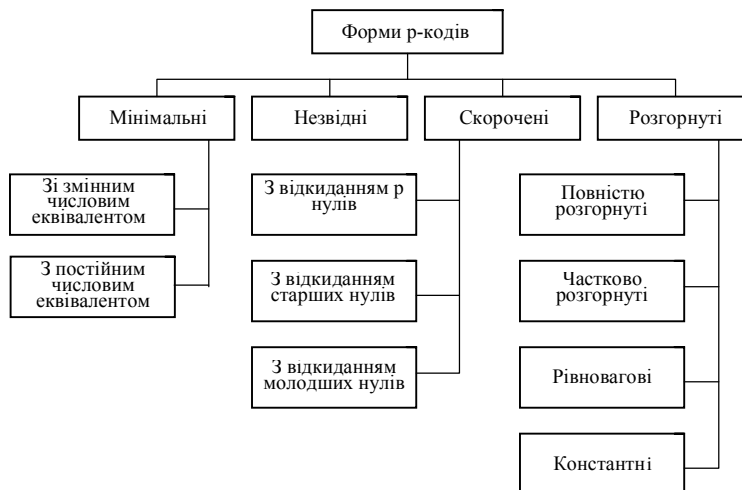 Форми р-кодів
Мінімальні
Незвідні
Скорочені
Розгорнуті
Зі змінним
числовим
еквівалентом
З постійним
числовим
еквівалентом
З відкиданням р
нулів
З відкиданням
старших нулів
З відкиданням
молодших нулів
Повністю
розгорнуті
Частково
розгорнуті
Рівновагові
Константні